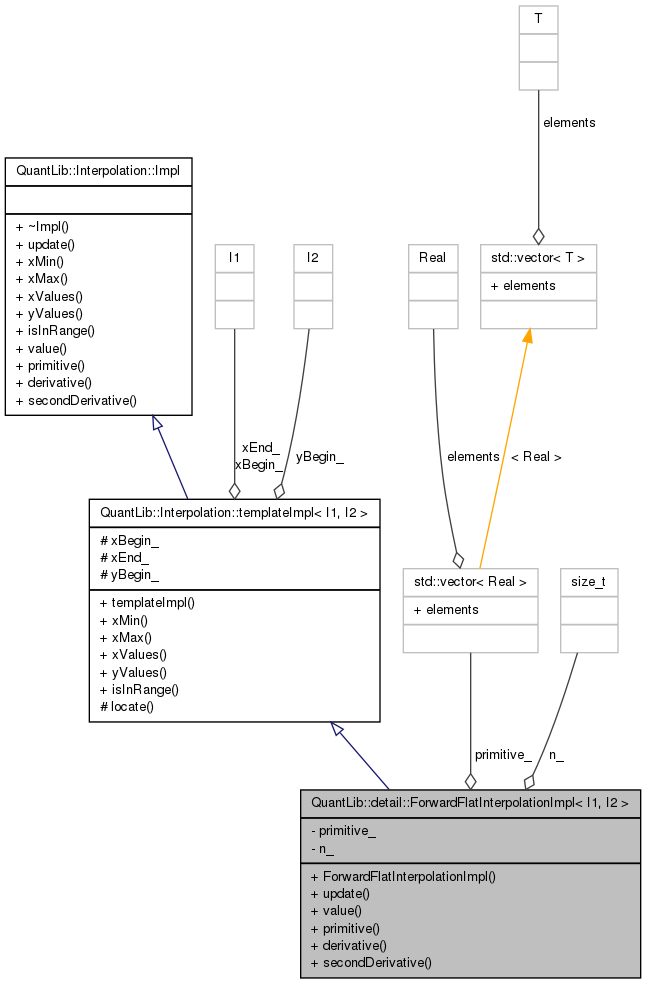 T
elements
QuantLib::Interpolation::Impl
+ ~Impl()
+ update()
+ xMin()
+ xMax()
+ xValues()
+ yValues()
+ isInRange()
+ value()
+ primitive()
+ derivative()
+ secondDerivative()
I1
I2
Real
std::vector< T >
+ elements
xEnd_
xBegin_
yBegin_
elements
< Real >
QuantLib::Interpolation::templateImpl< I1, I2 >
# xBegin_
# xEnd_
# yBegin_
+ templateImpl()
+ xMin()
+ xMax()
+ xValues()
+ yValues()
+ isInRange()
# locate()
std::vector< Real >
+ elements
size_t
primitive_
n_
QuantLib::detail::ForwardFlatInterpolationImpl< I1, I2 >
- primitive_
- n_
+ ForwardFlatInterpolationImpl()
+ update()
+ value()
+ primitive()
+ derivative()
+ secondDerivative()